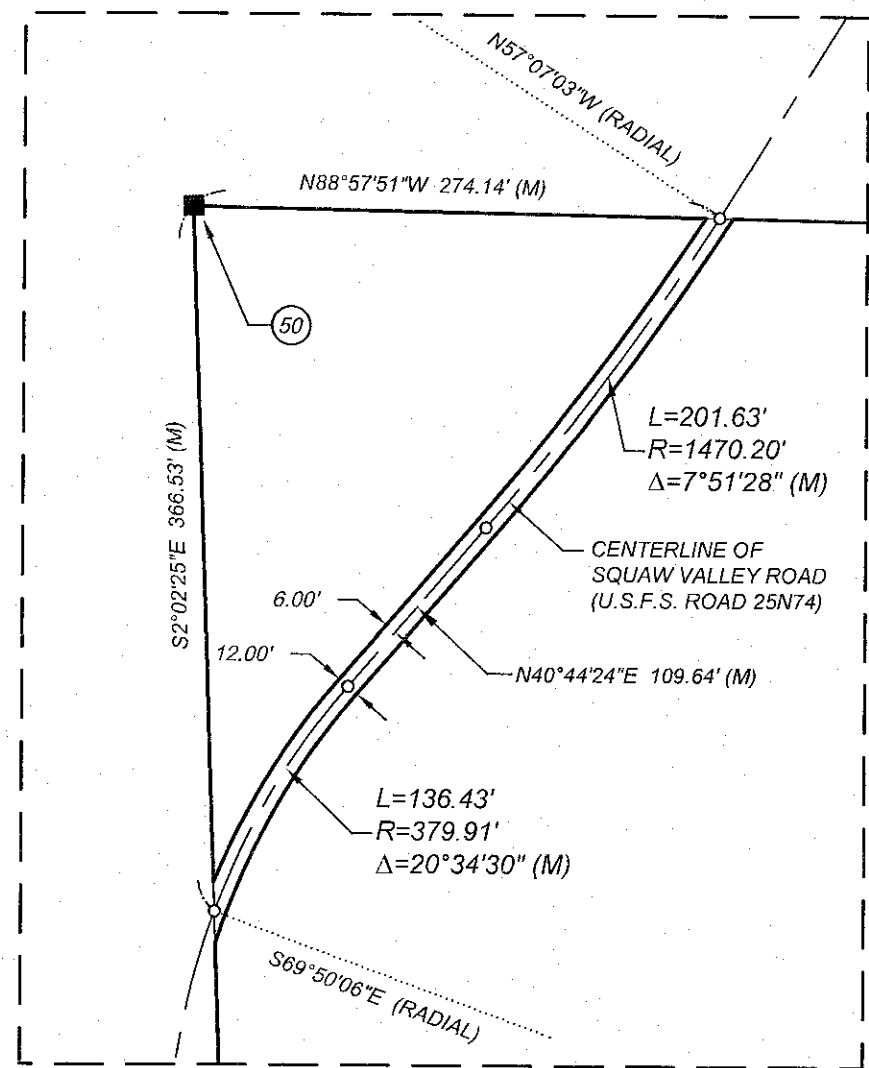 N57°07'03"W (RADIAL)
N88°57'51"W 274.14' (M)
50
S2°02'25"E 366.53' (M)
L=201.63'
R=1470.20'
Δ=7°51'28" (M)
CENTERLINE OF
SQUAW VALLEY ROAD
(U.S.F.S. ROAD 25N74)
6.00'
12.00'
N40°44'24"E 109.64' (M)
L=136.43'
R=379.91'
Δ=20°34'30" (M)
S69°50'06"E (RADIAL)